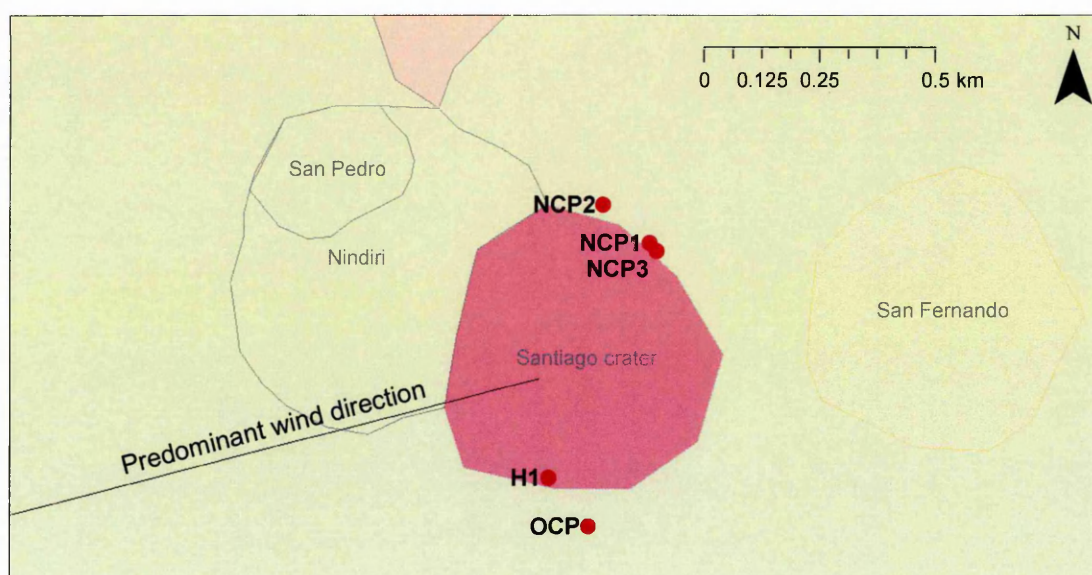 N
0 0.125 0.25 0.5 km
San Pedro
NCP2
NCP1
Nindiri
NCP3
San Fernando
Santiago crater
Predominant wind direction
H1
OCP